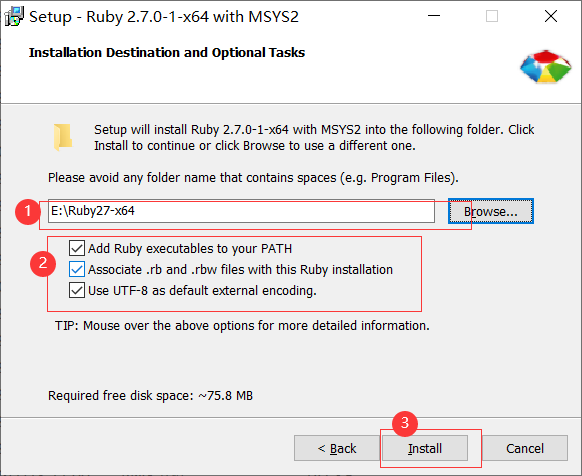 Setup - Ruby 2.7.0-1-x64 with MSYS2
Installation Destination and Optional Tasks
Setup will install Ruby 2.7.0-1-x64 with MSYS2 into the following folder. Click
Install to continue or click Browse to use a different one.
Please avoid any folder name that contains spaces (e.g. Program Files).
1 E:\Ruby27-x64 Browse...
Add Ruby executables to your PATH
2 Associate .rb and .rbw files with this Ruby installation
Use UTF-8 as default external encoding.
TIP: Mouse over the above options for more detailed information.
Required free disk space: ~75.8 MB
3
< Back Install Cancel